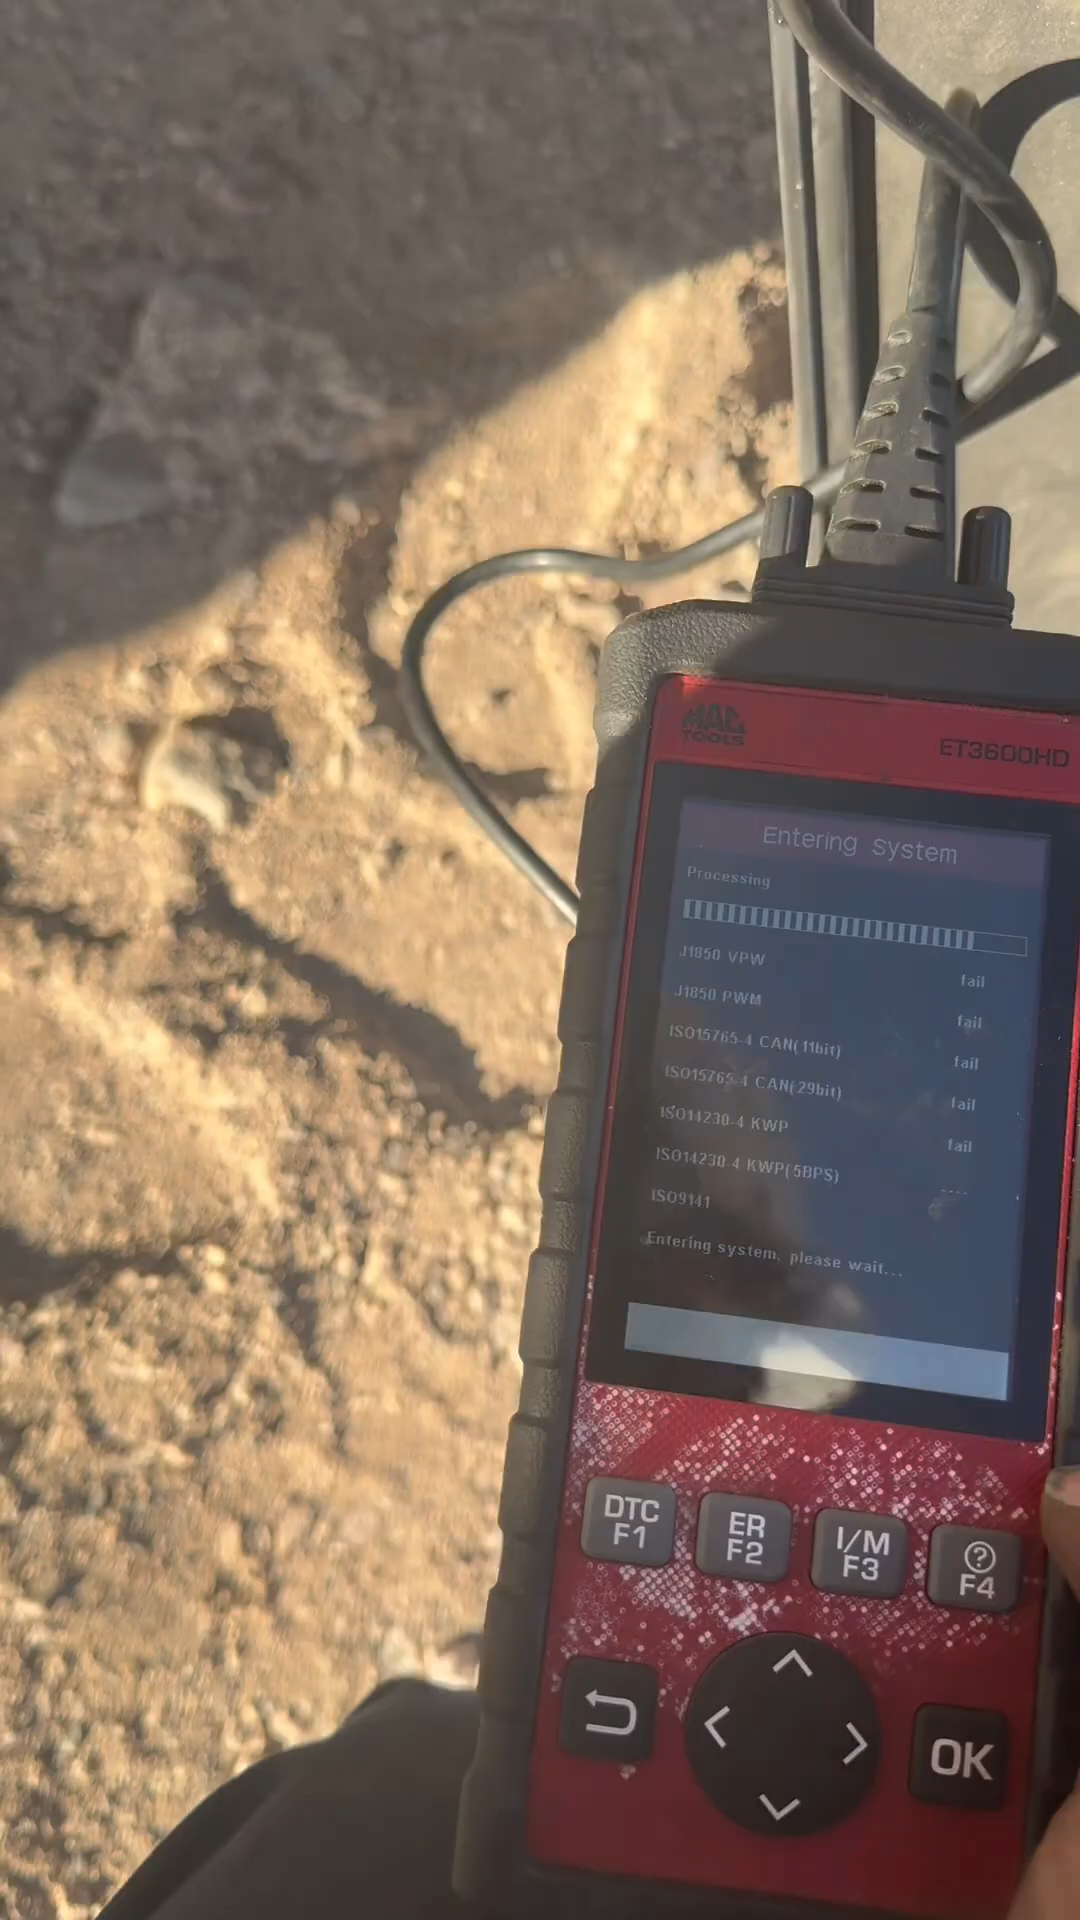 MAC TOOLS
ET3600HD
Entering System
Processing
J1850 VPW fail
J1850 PWM fail
ISO15765-4 CAN(11bit) fail
ISO15765-4 CAN(29bit) fail
ISO14230-4 KWP fail
ISO14230-4 KWP(5BPS) ----
ISO9141
Entering system, please wait...
DTC F1
ER F2
I/M F3
? F4
OK